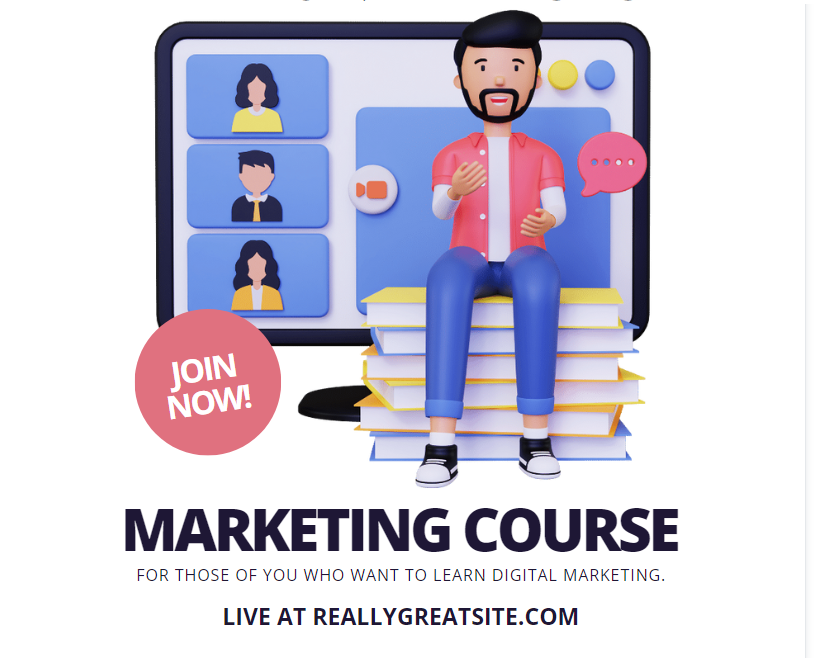 JOIN
NOW!
MARKETING COURSE
FOR THOSE OF YOU WHO WANT TO LEARN DIGITAL MARKETING.
LIVE AT REALLYGREATSITE.COM